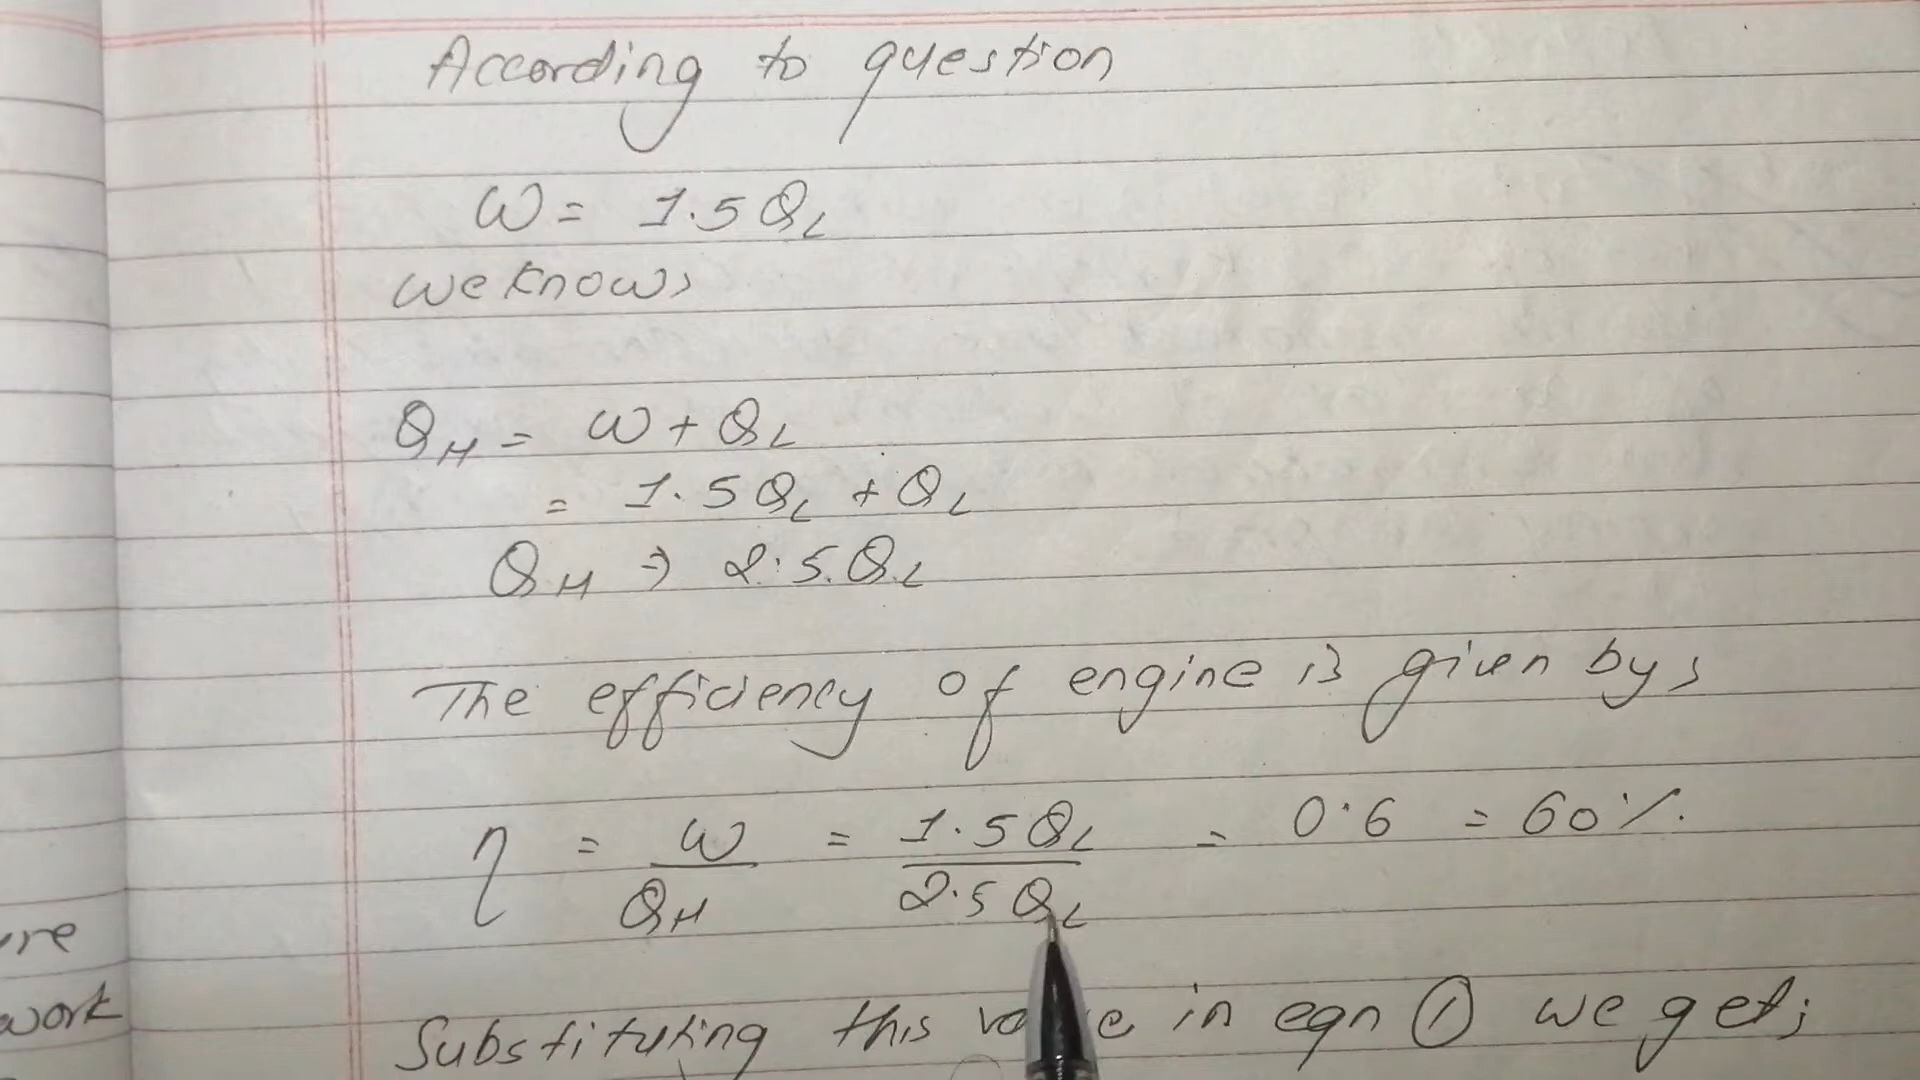 According to question
W = 1.5 QL
we knows
QH = W + QL
= 1.5 QL + QL
QH ⇒ 2.5 QL
The efficiency of engine is given by,
η = W/QH = 1.5 QL/2.5 QL = 0.6 = 60%.
work
Substituting this in eqn ① we get;